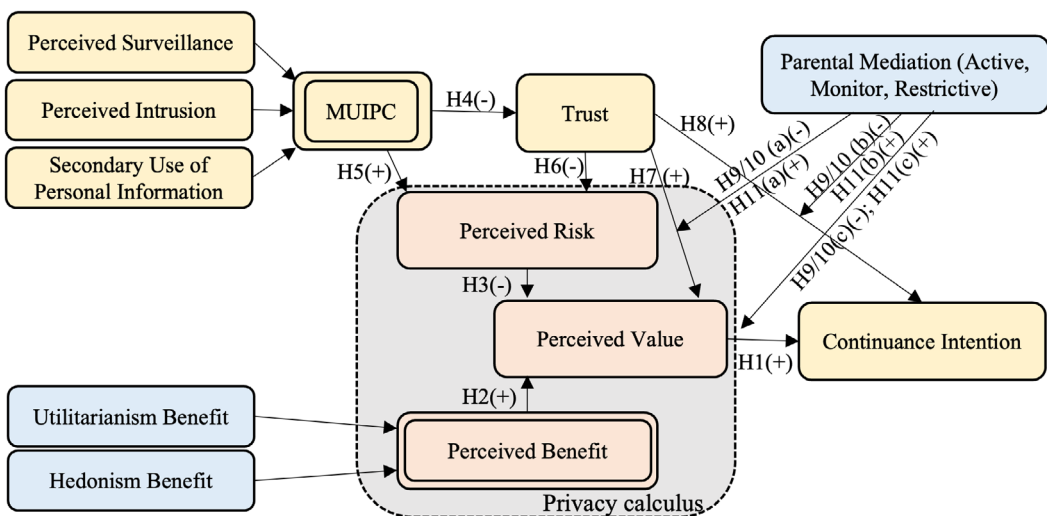 Perceived Surveillance
Perceived Intrusion
Secondary Use of
Personal Information
MUIPC
H4(-)
Trust
H8(+)
Parental Mediation (Active,
Monitor, Restrictive)
H5(+)
H6(-)
H7 (+)
H9/10 (a)(-)
H11(a)(+)
H9/10 (b)(-)
H11(b)(+)
H9/10(c)(-); H11(c)(+)
Perceived Risk
H3(-)
Perceived Value
H1(+)
Continuance Intention
H2(+)
Utilitarianism Benefit
Hedonism Benefit
Perceived Benefit
Privacy calculus